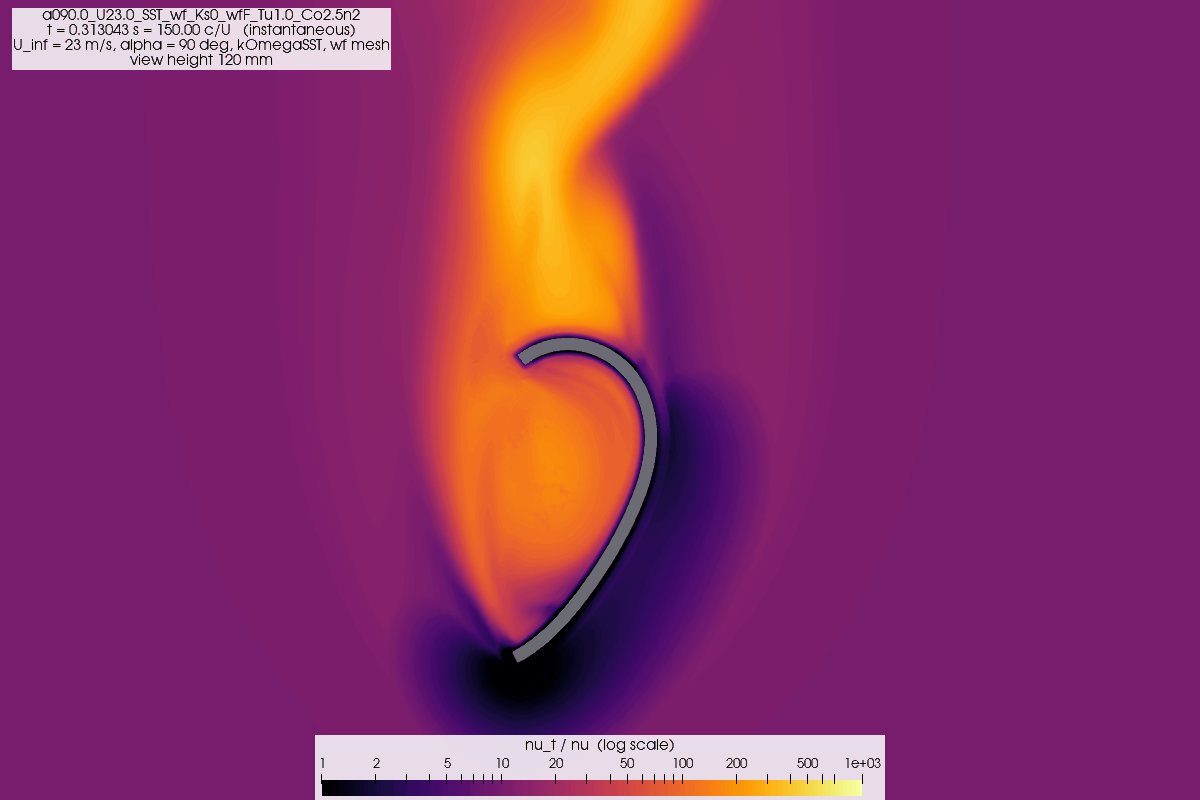 a090.0_U23.0_SST_wf_Ks0_wfF_Tu1.0_Co2.5n2
t = 0.313043 s = 150.00 c/U (instantaneous)
U_inf = 23 m/s, alpha = 90 deg, kOmegaSST, wf mesh
view height 120 mm
nu_t / nu (log scale)
1 2 5 10 20 50 100 200 500 1e+03